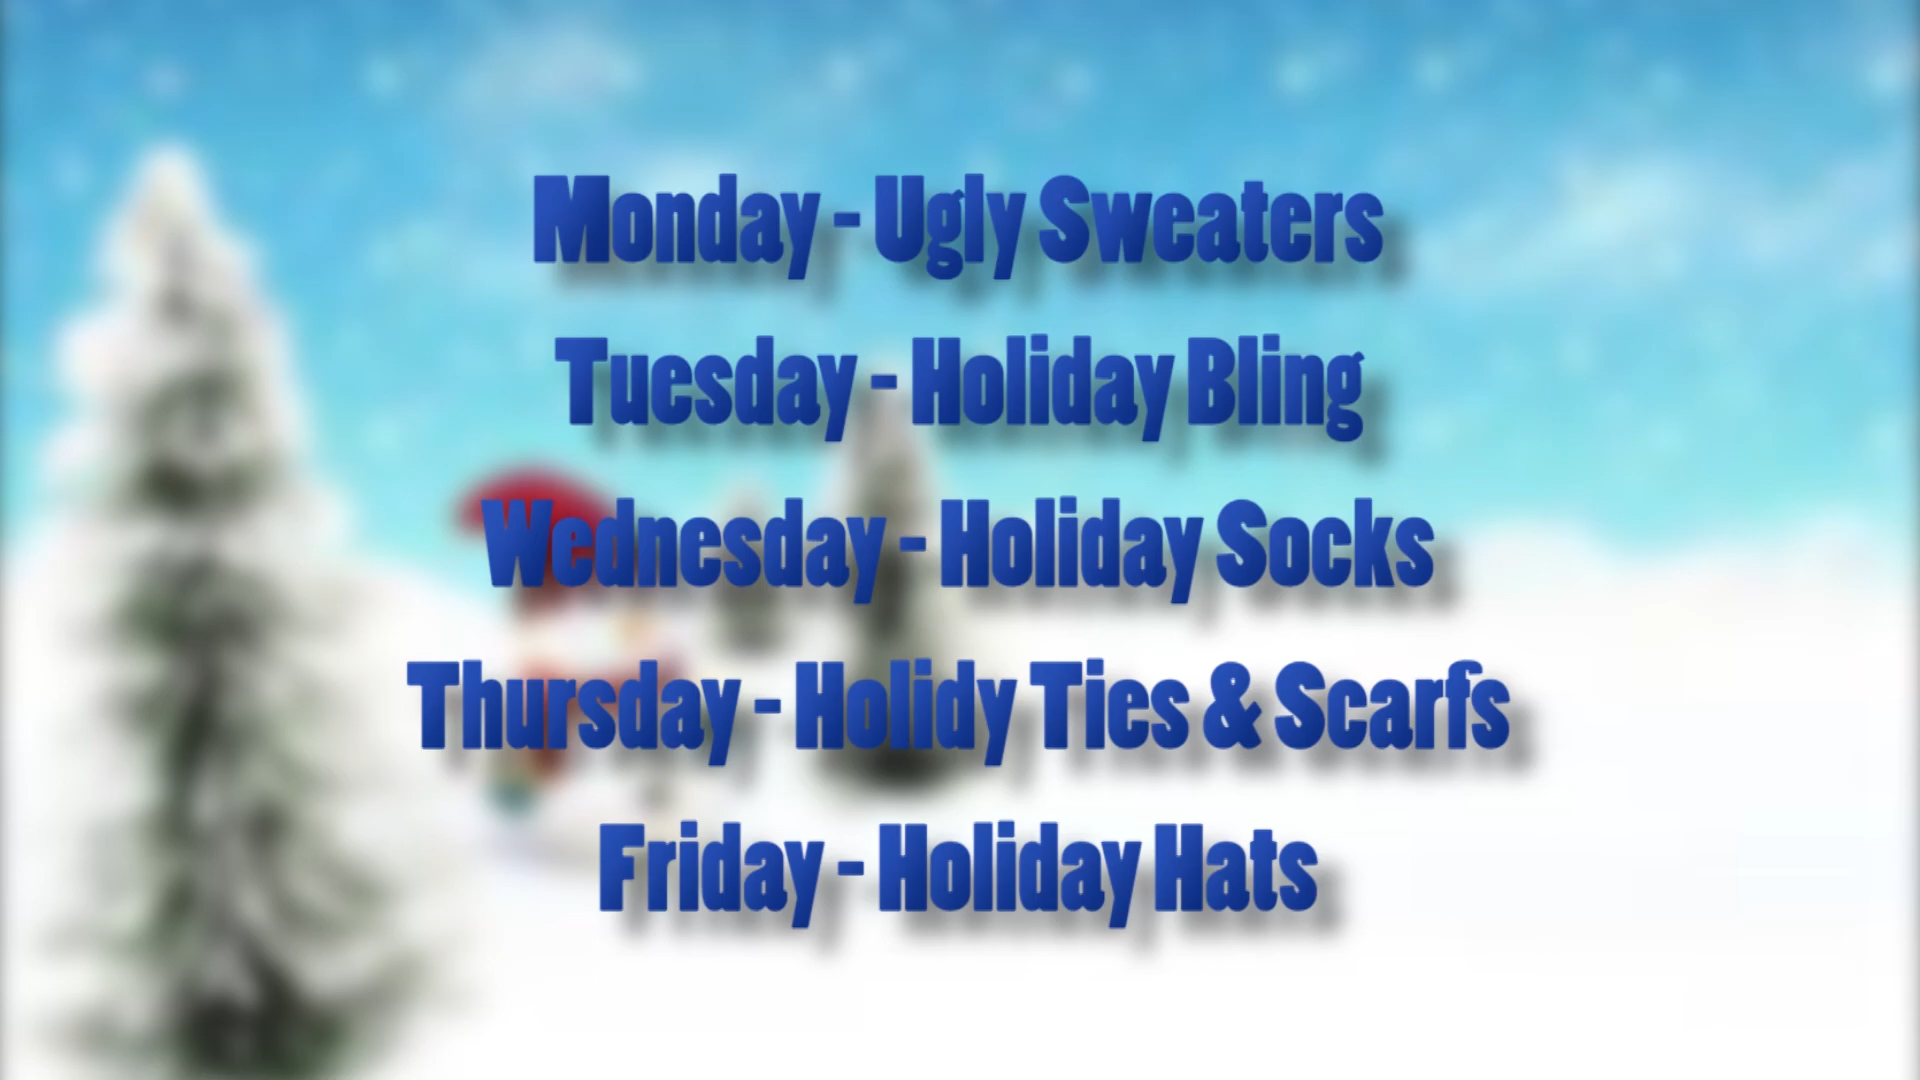 Monday - Ugly Sweaters
Tuesday - Holiday Bling
Wednesday - Holiday Socks
Thursday - Holidy Ties & Scarfs
Friday - Holiday Hats